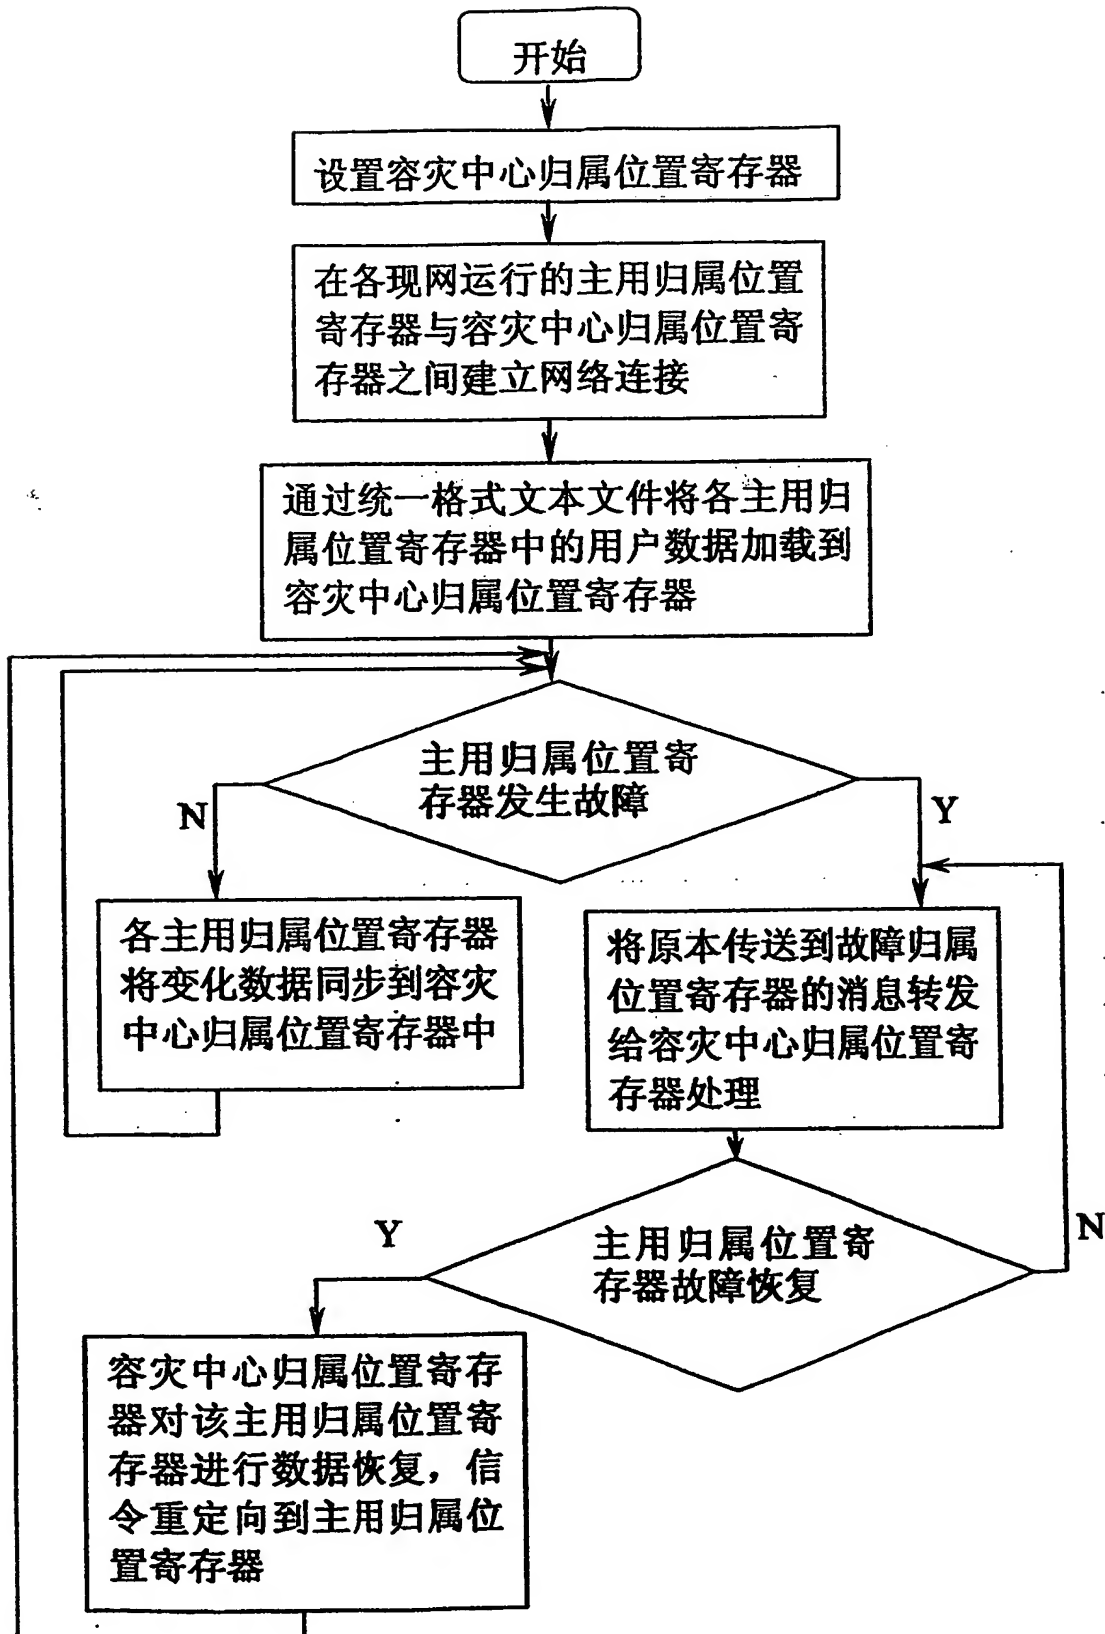 开始
设置容灾中心归属位置寄存器
在各现网运行的主用归属位置
寄存器与容灾中心归属位置寄
存器之间建立网络连接
通过统一格式文本文件将各主用归
属位置寄存器中的用户数据加载到
容灾中心归属位置寄存器
主用归属位置寄
存器发生故障
N
Y
各主用归属位置寄存器
将变化数据同步到容灾
中心归属位置寄存器中
将原本传送到故障归属
位置寄存器的消息转发
给容灾中心归属位置寄
存器处理
Y
N
主用归属位置寄
存器故障恢复
容灾中心归属位置寄存
器对该主用归属位置寄
存器进行数据恢复，信
令重定向到主用归属位
置寄存器